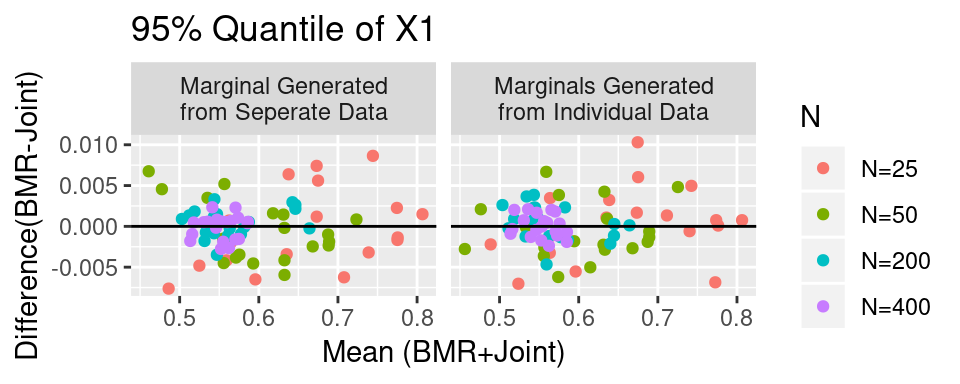 95% Quantile of X1
Marginal Generated
from Seperate Data
Marginals Generated
from Individual Data
Difference(BMR-Joint)
0.010
0.005
0.000
-0.005
0.5 0.6 0.7 0.8
0.5 0.6 0.7 0.8
Mean (BMR+Joint)
N
N=25
N=50
N=200
N=400